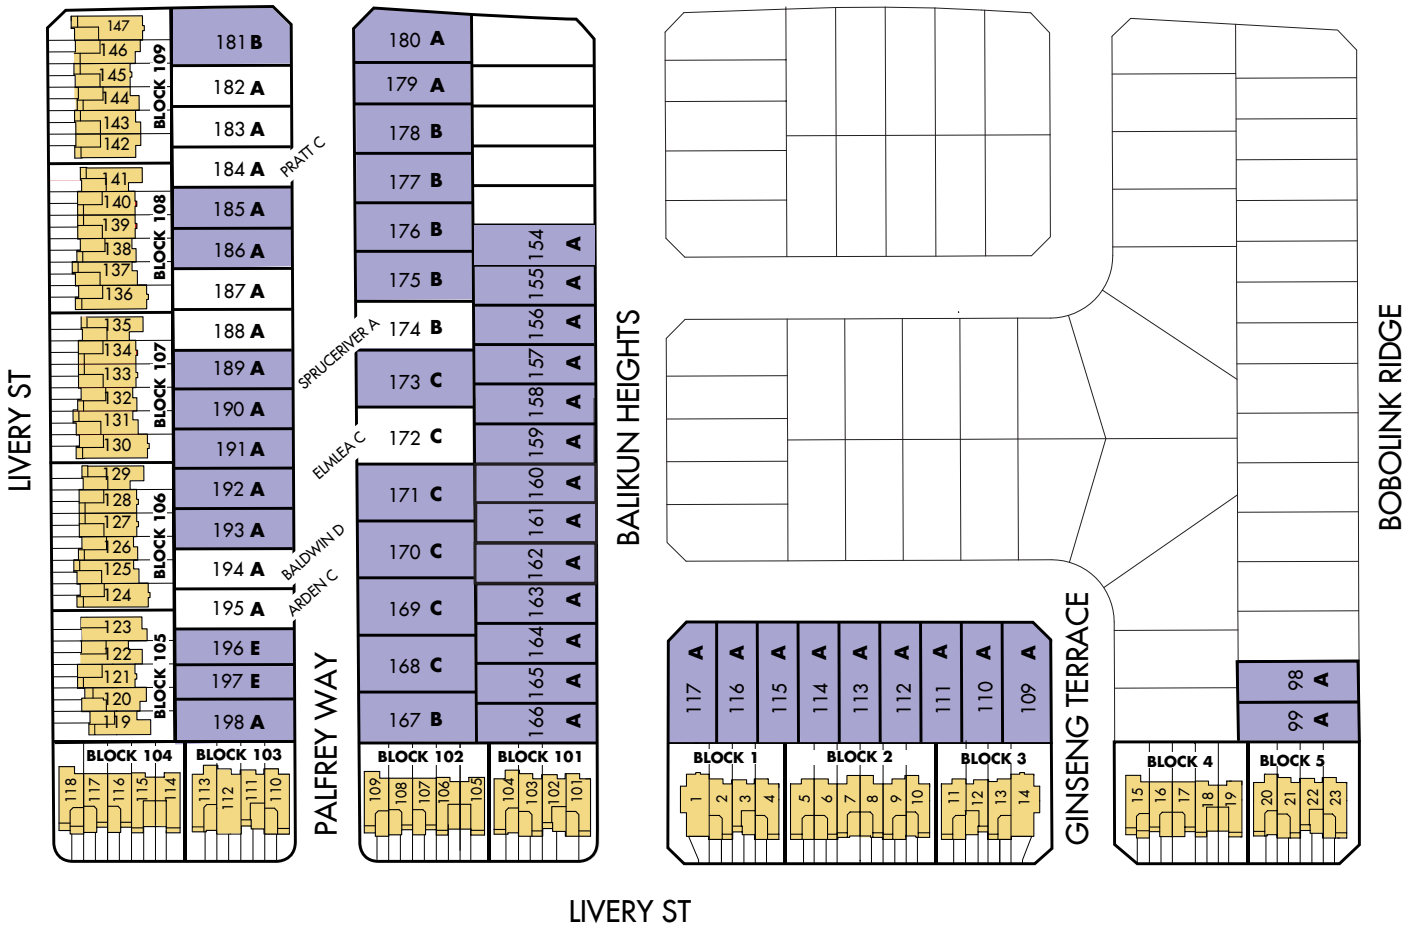 LIVERY ST
147
146
145
144
143
142
BLOCK 109
141
140
139
138
137
136
BLOCK 108
135
134
133
132
131
130
BLOCK 107
129
128
127
126
125
124
BLOCK 106
123
122
121
120
119
BLOCK 105
181 B
182 A
183 A
184 A
185 A
186 A
187 A
188 A
189 A
190 A
191 A
192 A
193 A
194 A
195 A
196 E
197 E
198 A
PRATT C
SPRUCERIVER A
ELMLEA C
BALDWIN D
ARDEN C
PALFREY WAY
180 A
179 A
178 B
177 B
176 B
175 B
174 B
173 C
172 C
171 C
170 C
169 C
168 C
167 B
154 A
155 A
156 A
157 A
158 A
159 A
160 A
161 A
162 A
163 A
164 A
165 A
166 A
BALIKUN HEIGHTS
117 A
116 A
115 A
114 A
113 A
112 A
111 A
110 A
109 A
GINSENG TERRACE
98 A
99 A
BOBOLINK RIDGE
BLOCK 104
118
117
116
115
114
BLOCK 103
113
112
111
110
BLOCK 102
109
108
107
106
105
BLOCK 101
104
103
102
101
BLOCK 1
1
2
3
4
BLOCK 2
5
6
7
8
9
10
BLOCK 3
11
12
13
14
BLOCK 4
15
16
17
18
19
BLOCK 5
20
21
22
23
LIVERY ST